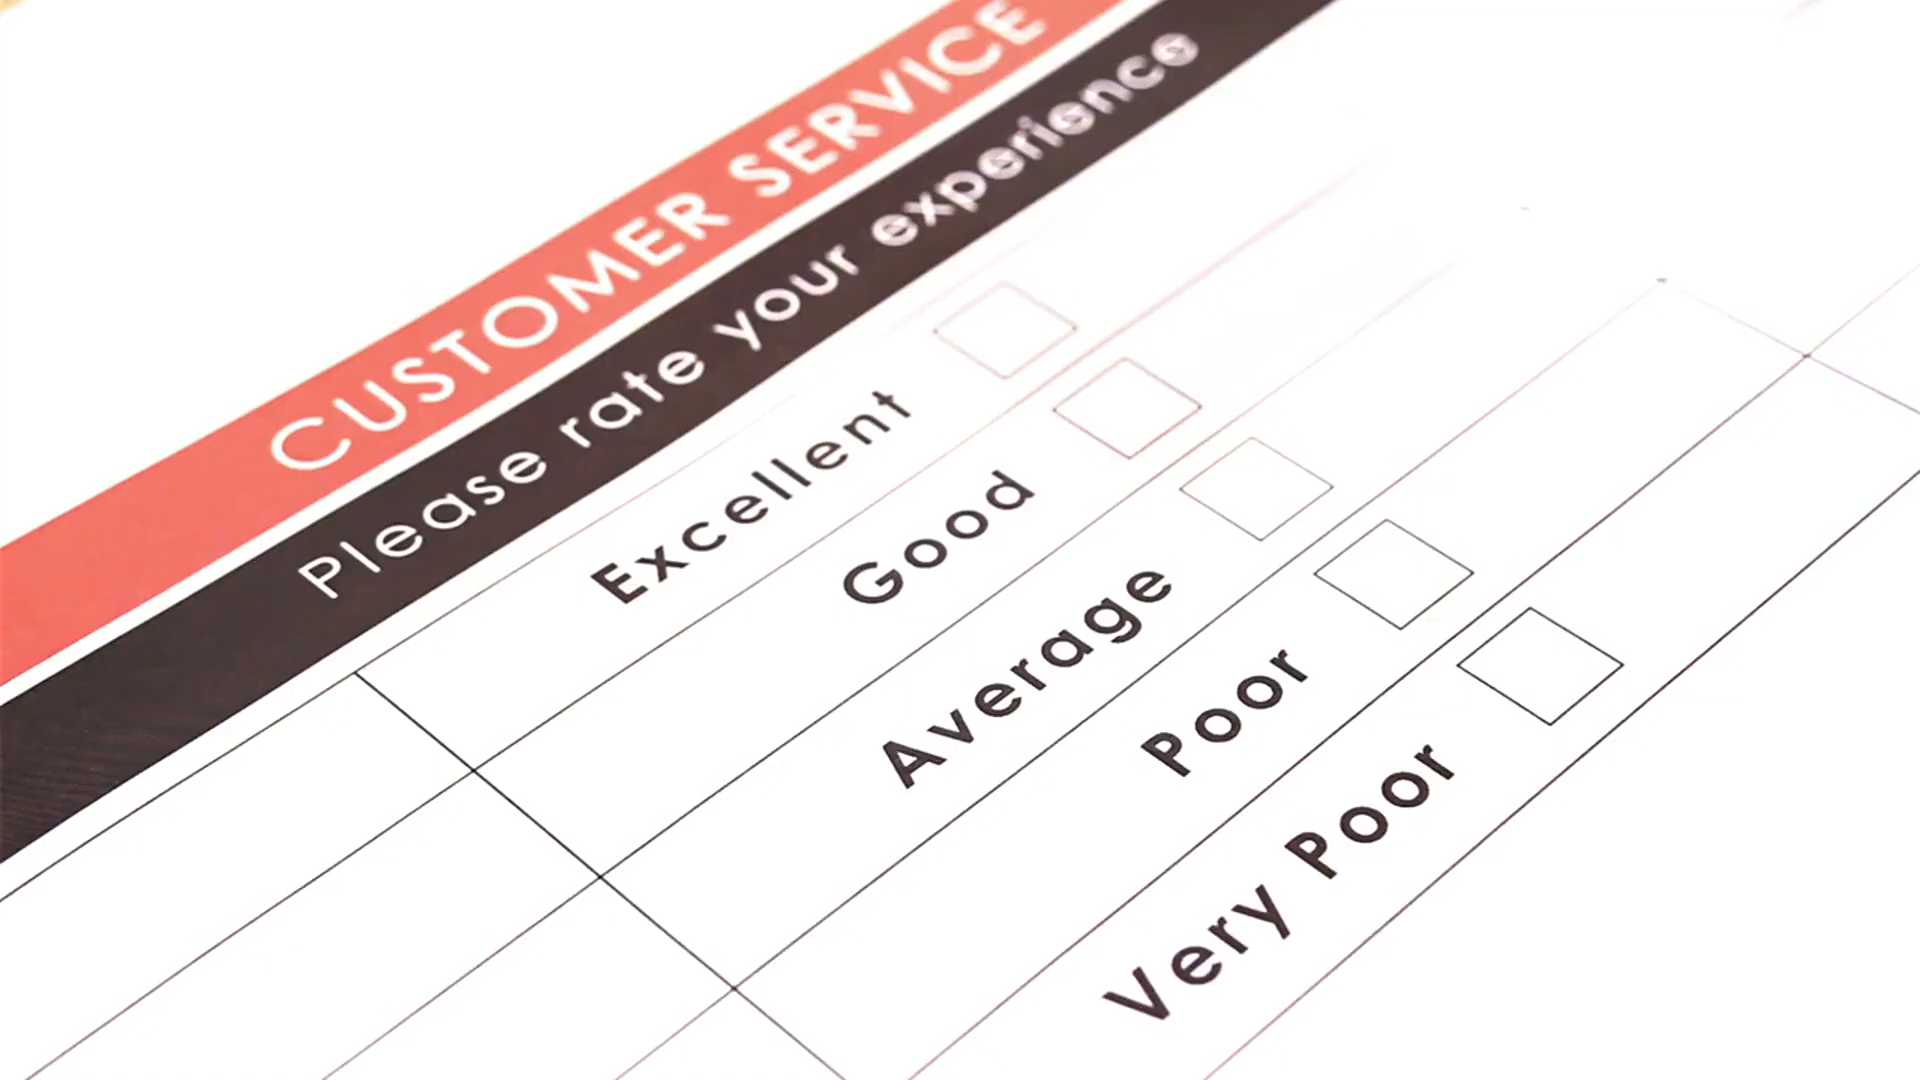 CUSTOMER SERVICE
Please rate your experience
Excellent
Good
Average
Poor
Very Poor